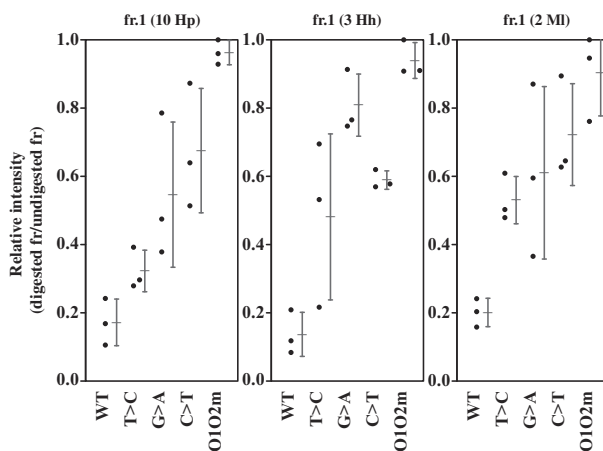 fr.1 (10 Hp)
fr.1 (3 Hh)
fr.1 (2 Ml)
Relative intensity
(digested fr/undigested fr)
1.0
0.8
0.6
0.4
0.2
0.0
1.0
0.8
0.6
0.4
0.2
0.0
1.0
0.8
0.6
0.4
0.2
0.0
WT
T>C
G>A
C>T
O1O2m
WT
T>C
G>A
C>T
O1O2m
WT
T>C
G>A
C>T
O1O2m